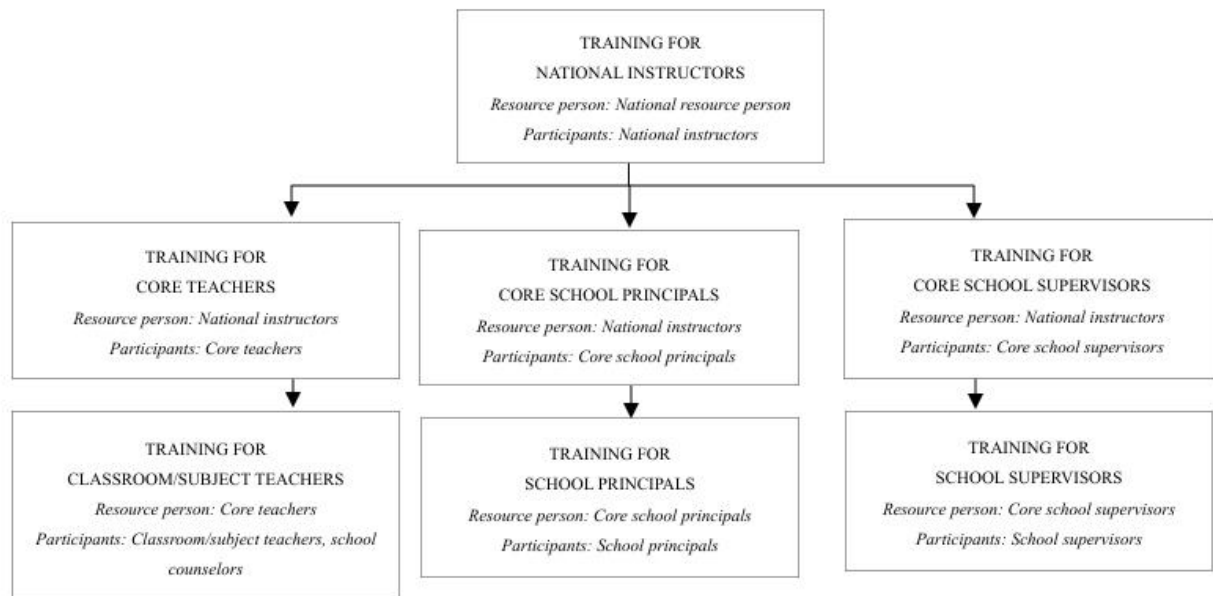 TRAINING FOR
NATIONAL INSTRUCTORS
Resource person: National resource person
Participants: National instructors
TRAINING FOR
CORE TEACHERS
Resource person: National instructors
Participants: Core teachers
TRAINING FOR
CORE SCHOOL PRINCIPALS
Resource person: National instructors
Participants: Core school principals
TRAINING FOR
CORE SCHOOL SUPERVISORS
Resource person: National instructors
Participants: Core school supervisors
TRAINING FOR
CLASSROOM/SUBJECT TEACHERS
Resource person: Core teachers
Participants: Classroom/subject teachers, school
counselors
TRAINING FOR
SCHOOL PRINCIPALS
Resource person: Core school principals
Participants: School principals
TRAINING FOR
SCHOOL SUPERVISORS
Resource person: Core school supervisors
Participants: School supervisors